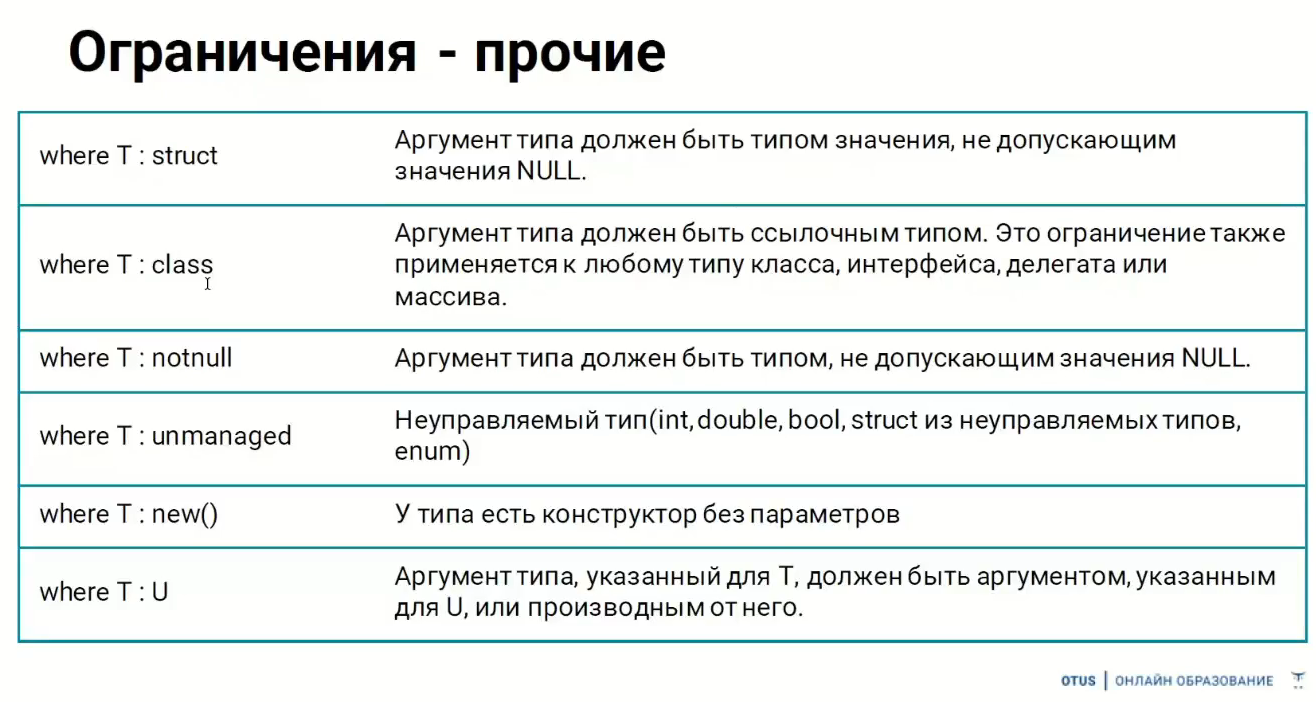 Ограничения - прочие
where T : struct
Аргумент типа должен быть типом значения, не допускающим
значения NULL.
where T : class
Аргумент типа должен быть ссылочным типом. Это ограничение также
применяется к любому типу класса, интерфейса, делегата или
массива.
where T : notnull
Аргумент типа должен быть типом, не допускающим значения NULL.
where T : unmanaged
Неуправляемый тип(int, double, bool, struct из неуправляемых типов,
enum)
where T : new()
У типа есть конструктор без параметров
where T : U
Аргумент типа, указанный для T, должен быть аргументом, указанным
для U, или производным от него.
OTUS | ОНЛАЙН ОБРАЗОВАНИЕ